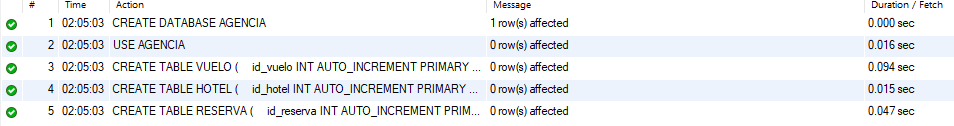 # Time Action Message Duration / Fetch
1 02:05:03 CREATE DATABASE AGENCIA 1 row(s) affected 0.000 sec
2 02:05:03 USE AGENCIA 0 row(s) affected 0.016 sec
3 02:05:03 CREATE TABLE VUELO ( id_vuelo INT AUTO_INCREMENT PRIMARY ... 0 row(s) affected 0.094 sec
4 02:05:03 CREATE TABLE HOTEL ( id_hotel INT AUTO_INCREMENT PRIMARY ... 0 row(s) affected 0.015 sec
5 02:05:03 CREATE TABLE RESERVA ( id_reserva INT AUTO_INCREMENT PRIM... 0 row(s) affected 0.047 sec